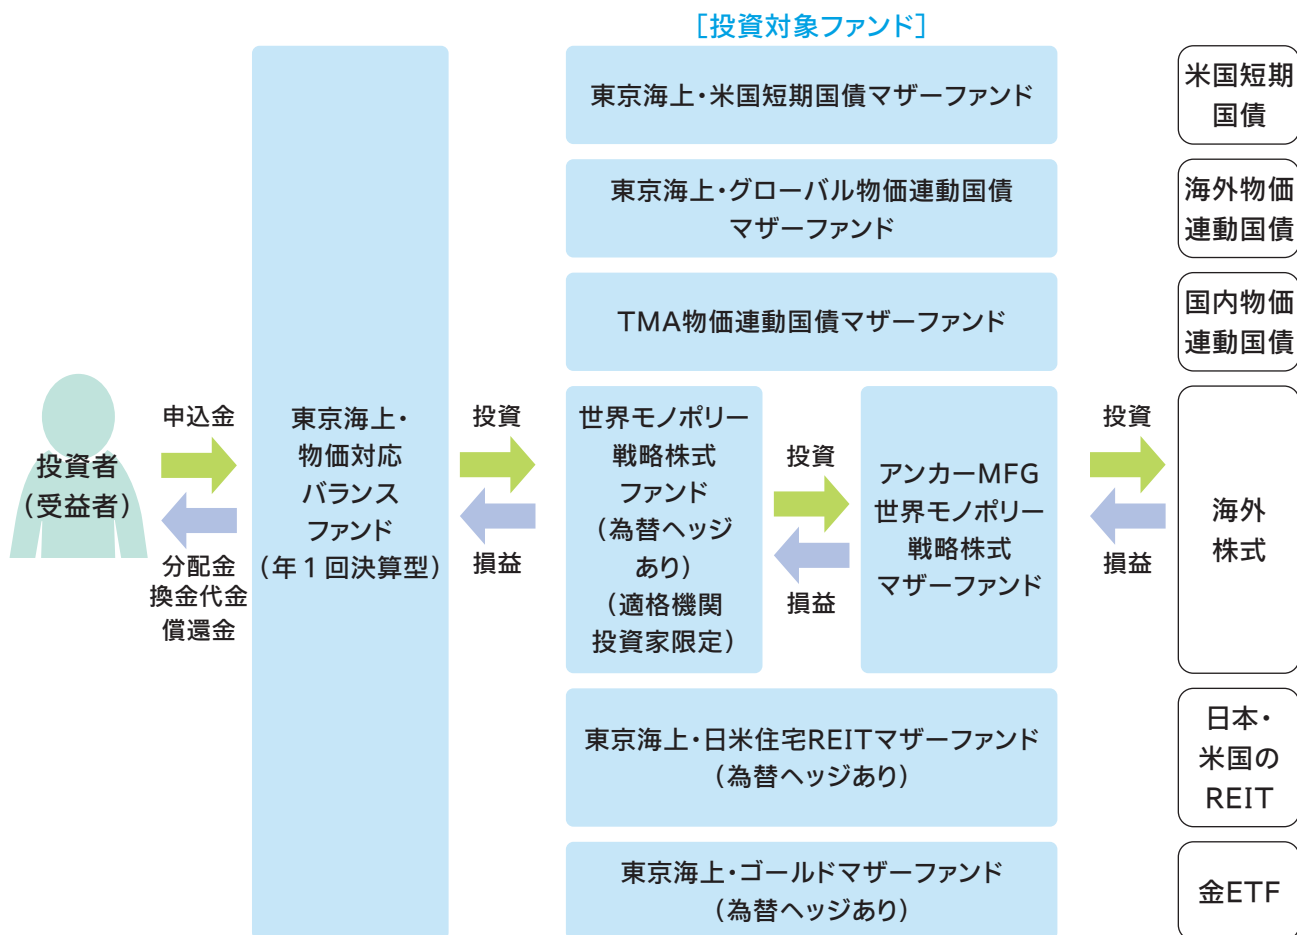 ［投資対象ファンド］
投資者
（受益者）
申込金
分配金
換金代金
償還金
東京海上・
物価対応
バランス
ファンド
（年１回決算型）
投資
損益
東京海上・米国短期国債マザーファンド
東京海上・グローバル物価連動国債
マザーファンド
TMA物価連動国債マザーファンド
世界モノポリー
戦略株式
ファンド
（為替ヘッジ
あり）
（適格機関
投資家限定）
投資
損益
アンカーMFG
世界モノポリー
戦略株式
マザーファンド
東京海上・日米住宅REITマザーファンド
（為替ヘッジあり）
東京海上・ゴールドマザーファンド
（為替ヘッジあり）
投資
損益
米国短期
国債
海外物価
連動国債
国内物価
連動国債
海外
株式
日本・
米国の
REIT
金ETF